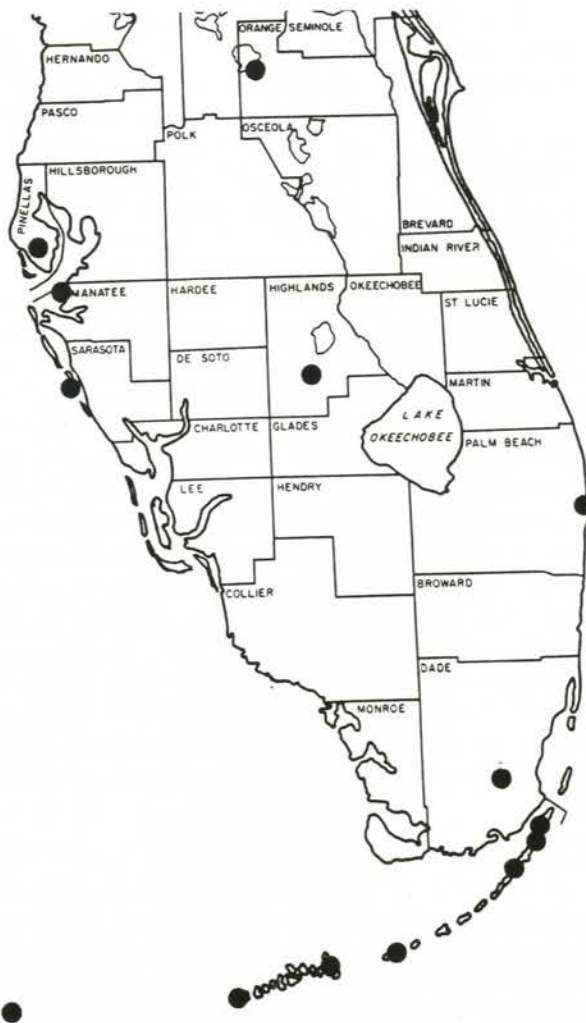 ORANGE SEMINOLE
HERNANDO
PASCO
POLK
OSCEOLA
HILLSBOROUGH
PINELLAS
BREVARD
INDIAN RIVER
MANATEE
HARDEE
HIGHLANDS
OKEECHOBEE
ST. LUCIE
SARASOTA
DE SOTO
MARTIN
LAKE
OKEECHOBEE
CHARLOTTE
GLADES
PALM BEACH
LEE
HENDRY
COLLIER
BROWARD
DADE
MONROE